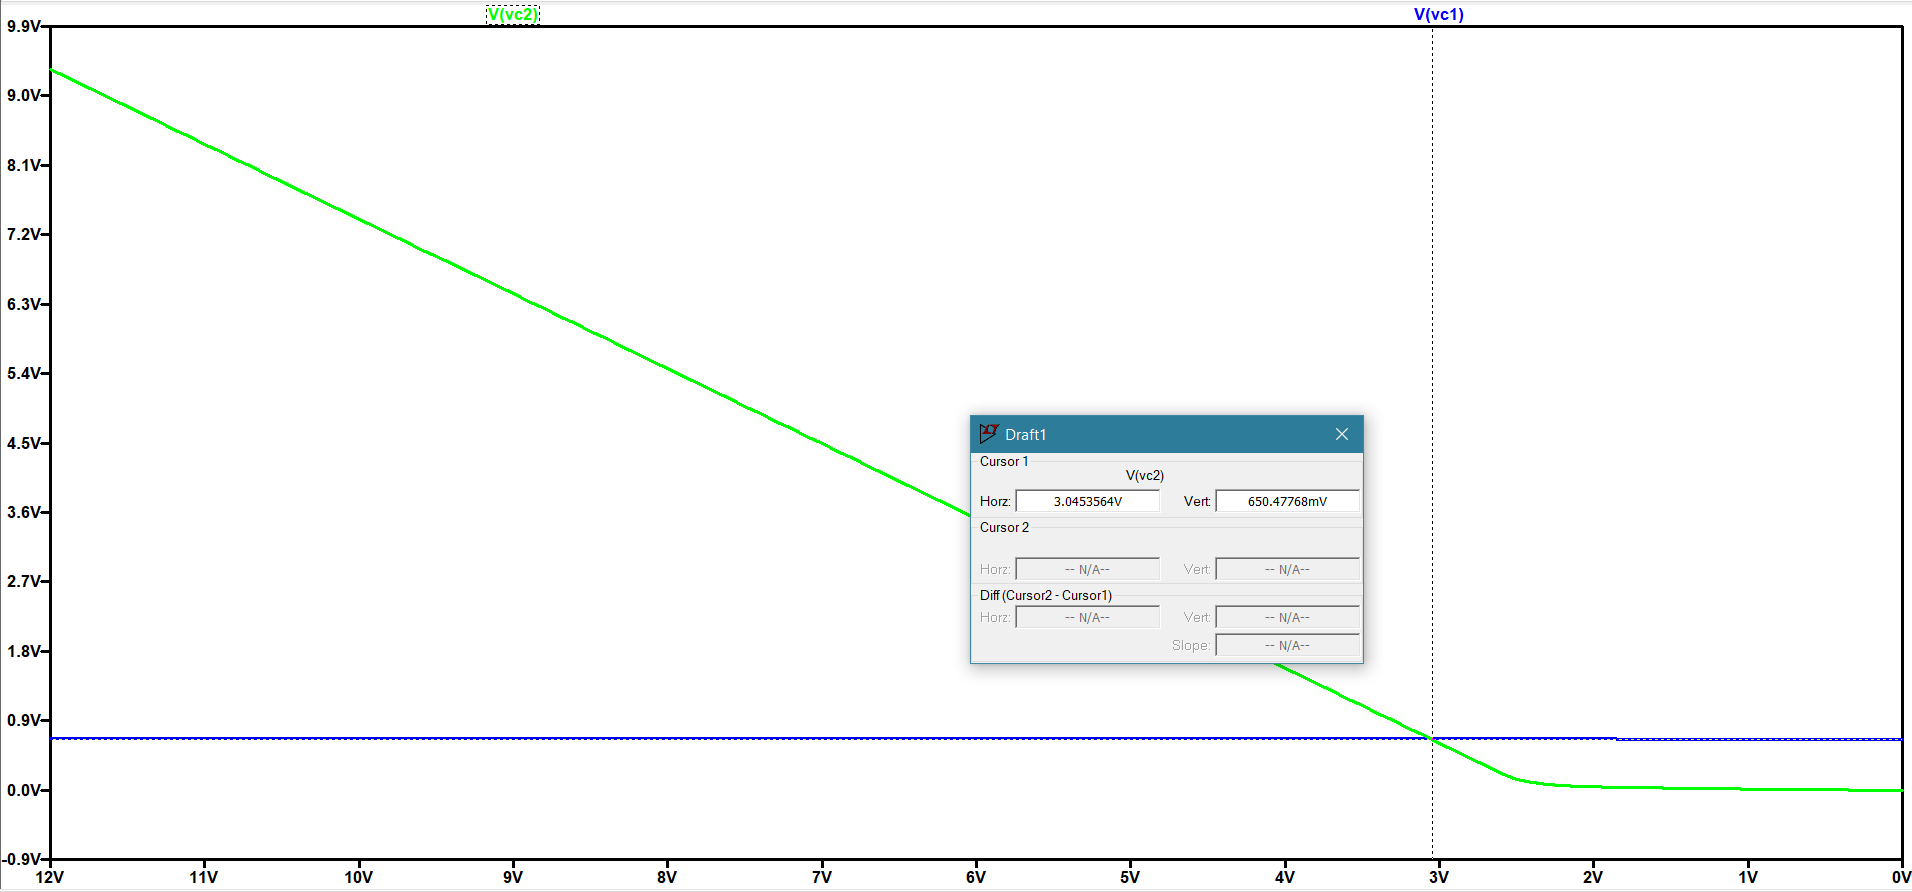 V(vc2) V(vc1)
9.9V
9.0V
8.1V
7.2V
6.3V
5.4V
4.5V
3.6V
2.7V
1.8V
0.9V
0.0V
-0.9V
Draft1
Cursor 1
V(vc2)
Horz: 3.0453564V Vert: 650.47768mV
Cursor 2
Horz: -- N/A-- Vert: -- N/A--
Diff (Cursor2 - Cursor1)
Horz: -- N/A-- Vert: -- N/A--
Slope: -- N/A--
12V 11V 10V 9V 8V 7V 6V 5V 4V 3V 2V 1V 0V